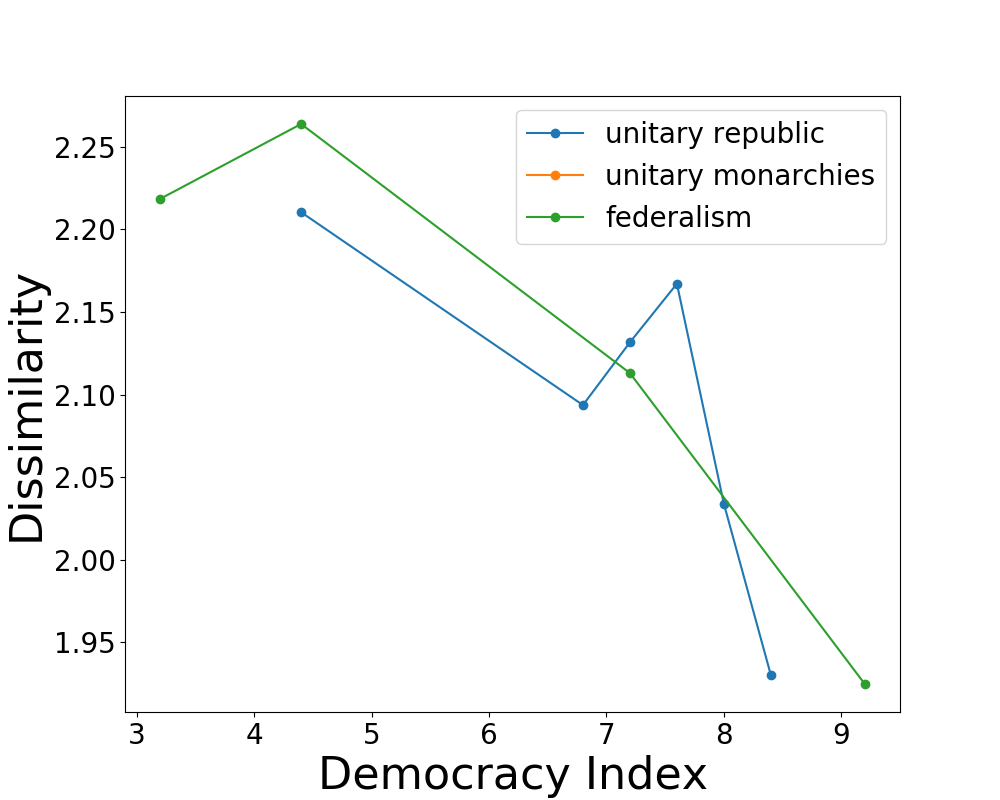 unitary republic
unitary monarchies
federalism
2.25
2.20
2.15
2.10
2.05
2.00
1.95
Dissimilarity
3 4 5 6 7 8 9
Democracy Index